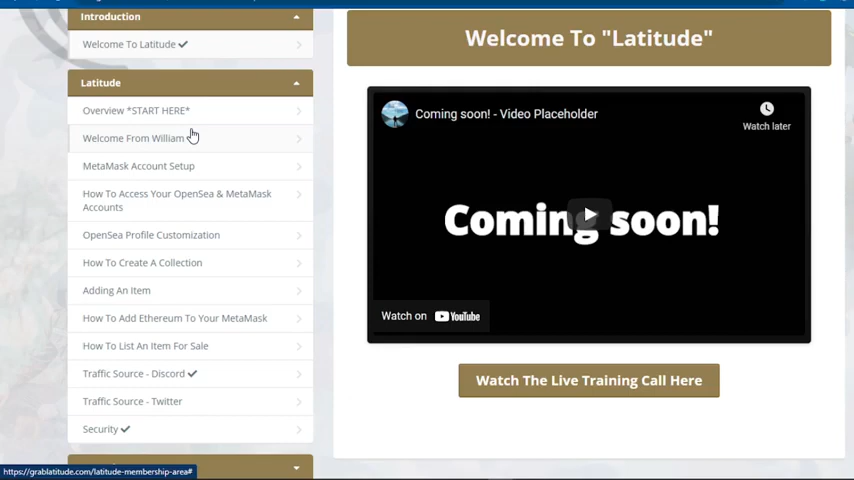 Introduction
Welcome To Latitude
Latitude
Overview *START HERE*
Welcome From William
MetaMask Account Setup
How To Access Your OpenSea & MetaMask
Accounts
OpenSea Profile Customization
How To Create A Collection
Adding An Item
How To Add Ethereum To Your MetaMask
How To List An Item For Sale
Traffic Source - Discord
Traffic Source - Twitter
Security
https://grablatitude.com/latitude-membership-area#
Welcome To "Latitude"
Coming soon! - Video Placeholder
Watch later
Coming soon!
Watch on YouTube
Watch The Live Training Call Here